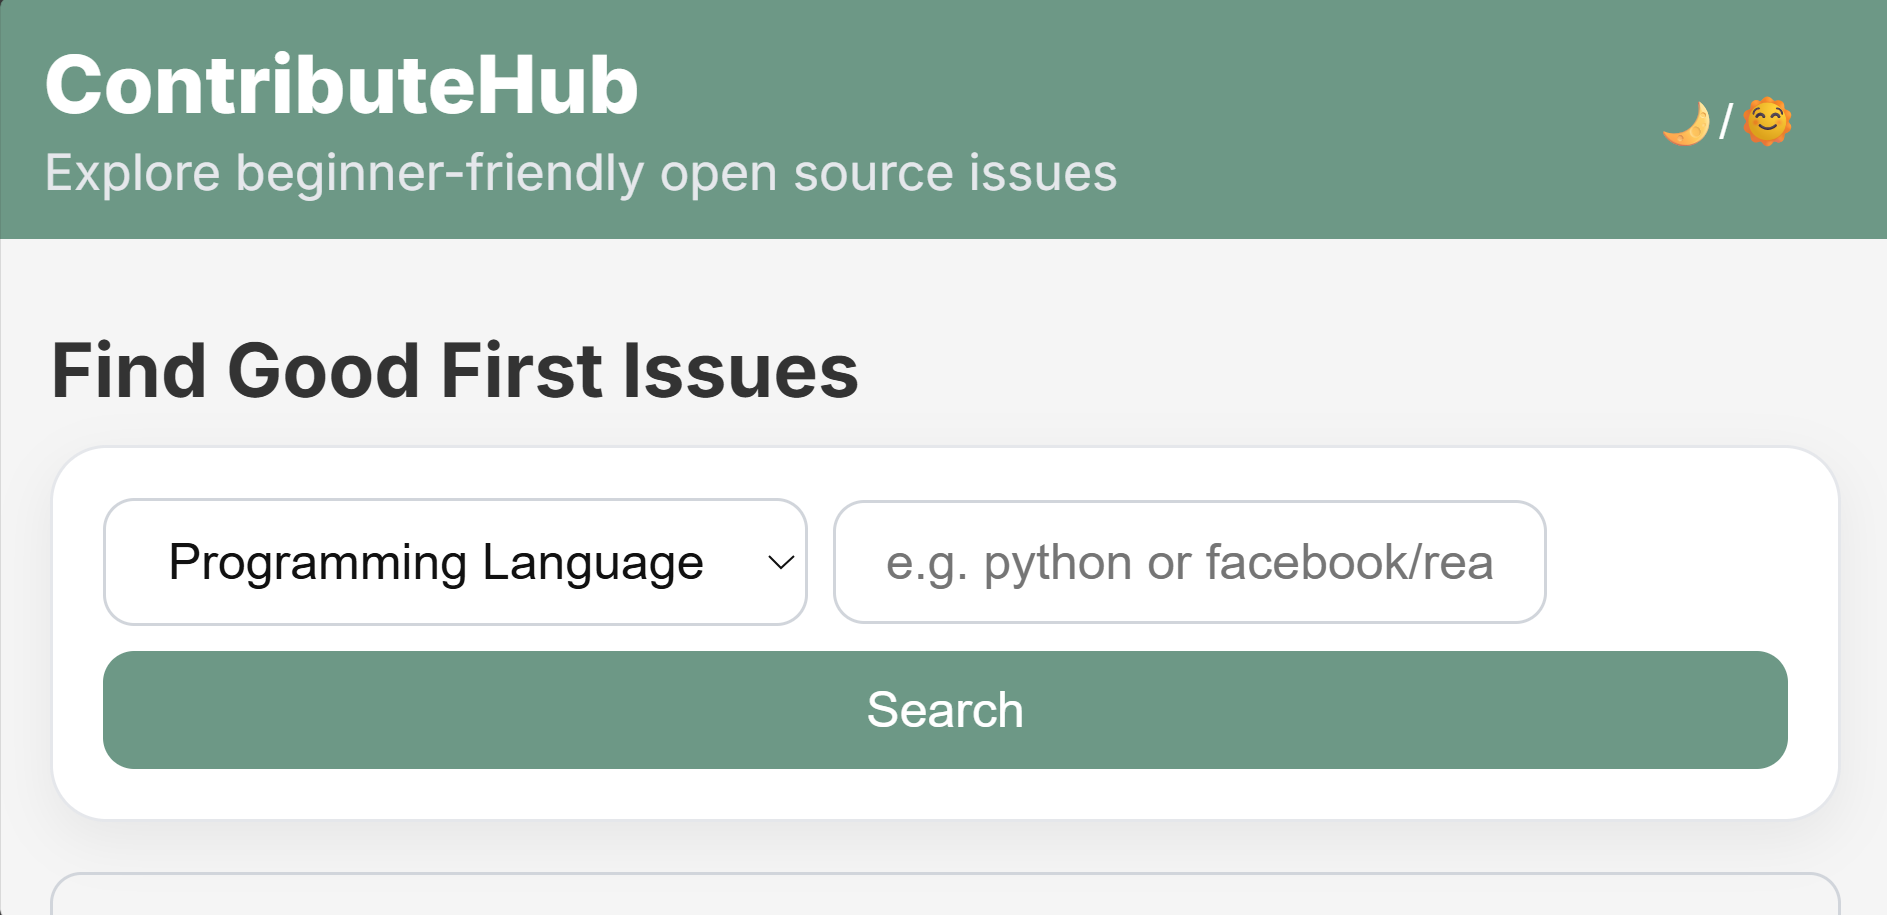 ContributeHub
Explore beginner-friendly open source issues
🌙/🌞
Find Good First Issues
Programming Language
e.g. python or facebook/rea
Search